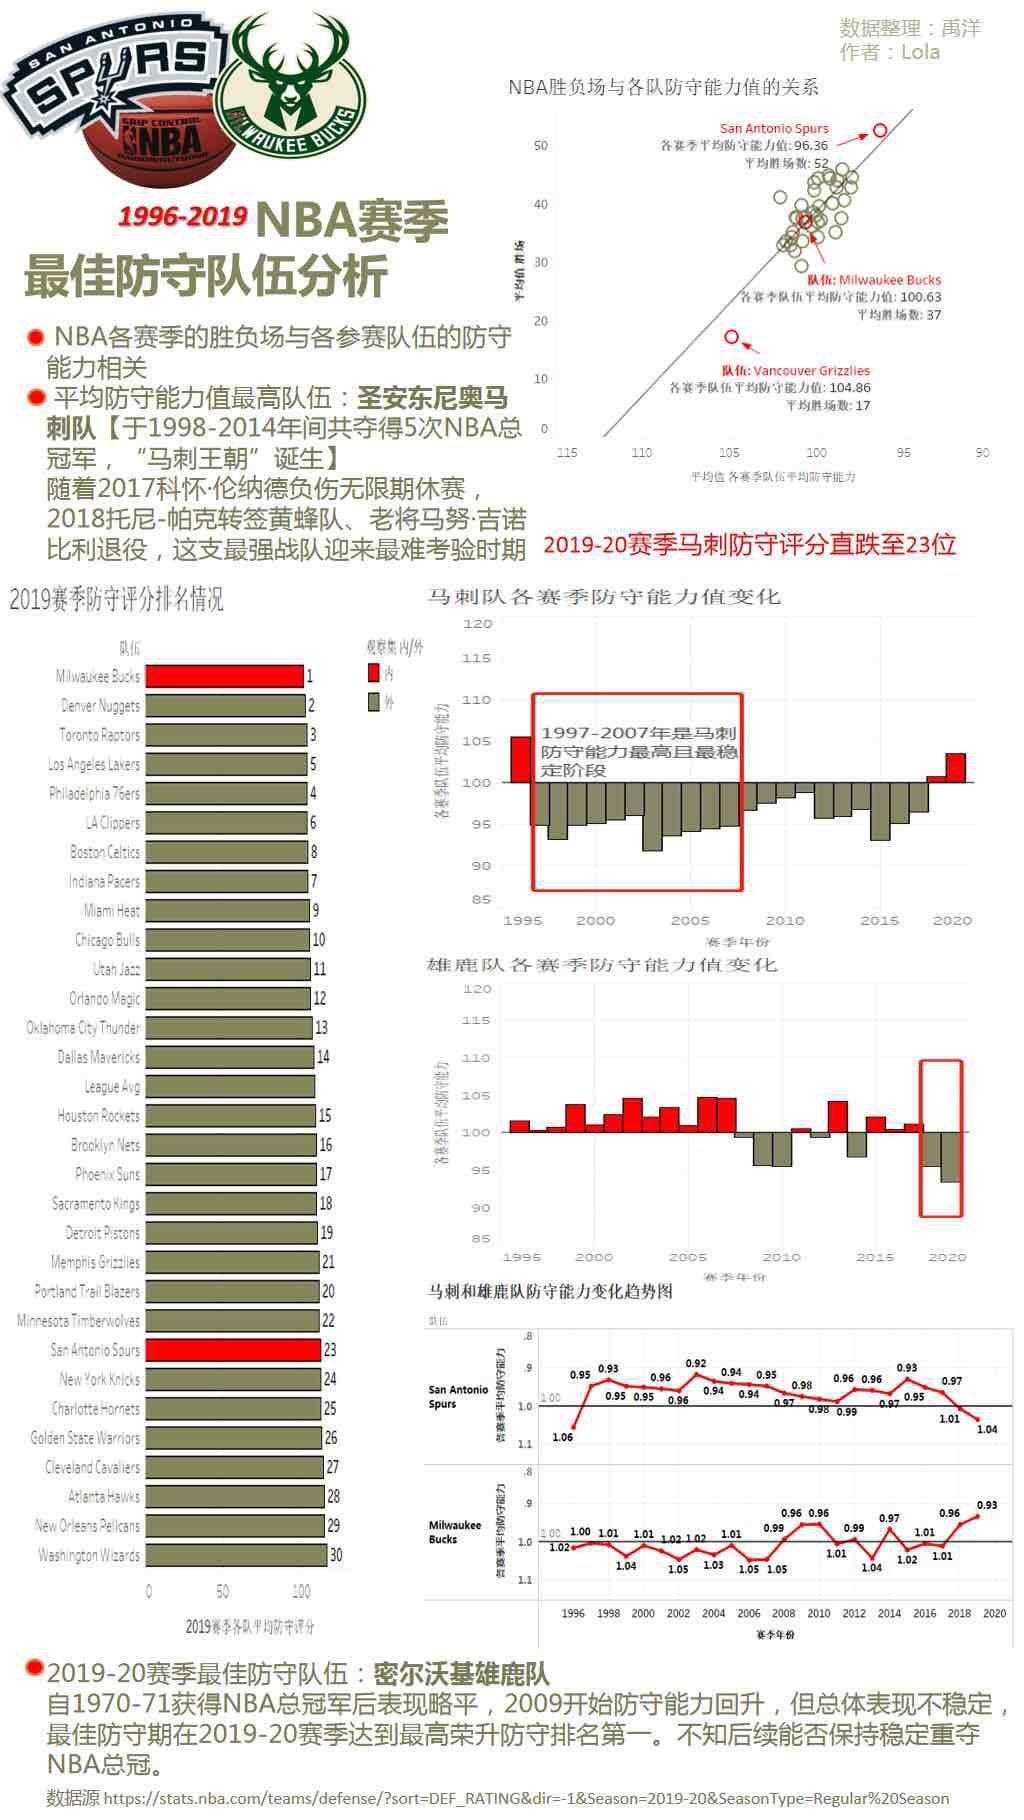 数据整理：禹洋
作者：Lola
SAN ANTONIO
SPURS
GRIP CONTROL
NBA
MILWAUKEE BUCKS
1996-2019 NBA赛季
最佳防守队伍分析
NBA各赛季的胜负场与各参赛队伍的防守
能力相关
平均防守能力值最高队伍：圣安东尼奥马
刺队【于1998-2014年间共夺得5次NBA总
冠军，“马刺王朝”诞生】
随着2017科怀·伦纳德负伤无限期休赛，
2018托尼-帕克转签黄蜂队、老将马努·吉诺
比利退役，这支最强战队迎来最难考验时期
NBA胜负场与各队防守能力值的关系
San Antonio Spurs
各赛季平均防守能力值: 96.36
平均胜场数: 52
队伍: Milwaukee Bucks
各赛季队伍平均防守能力值: 100.63
平均胜场数: 37
队伍: Vancouver Grizzlies
各赛季队伍平均防守能力值: 104.86
平均胜场数: 17
平均值 胜场
50
40
30
20
10
0
115 110 105 100 95 90
平均值 各赛季队伍平均防守能力
2019-20赛季马刺防守评分直跌至23位
2019赛季防守评分排名情况
队伍
观察集 内/外
内
外
Milwaukee Bucks 1
Denver Nuggets 2
Toronto Raptors 3
Los Angeles Lakers 5
Philadelphia 76ers 4
LA Clippers 6
Boston Celtics 8
Indiana Pacers 7
Miami Heat 9
Chicago Bulls 10
Utah Jazz 11
Orlando Magic 12
Oklahoma City Thunder 13
Dallas Mavericks 14
League Avg
Houston Rockets 15
Brooklyn Nets 16
Phoenix Suns 17
Sacramento Kings 18
Detroit Pistons 19
Memphis Grizzlies 21
Portland Trail Blazers 20
Minnesota Timberwolves 22
San Antonio Spurs 23
New York Knicks 24
Charlotte Hornets 25
Golden State Warriors 26
Cleveland Cavaliers 27
Atlanta Hawks 28
New Orleans Pelicans 29
Washington Wizards 30
0 50 100
2019赛季各队平均防守评分
马刺队各赛季防守能力值变化
各赛季队伍平均防守能力
120
115
110
105
100
95
90
85
1997-2007年是马刺
防守能力最高且最稳
定阶段
1995 2000 2005 2010 2015 2020
赛季年份
雄鹿队各赛季防守能力值变化
各赛季队伍平均防守能力
120
115
110
105
100
95
90
85
1995 2000 2005 2010 2015 2020
赛季年份
马刺和雄鹿队防守能力变化趋势图
队伍
San Antonio
Spurs
普赛季平均防守能力
.8
.9
1.0
1.1
1.00
1.06 0.95 0.93 0.95 0.95 0.96 0.96 0.92 0.94 0.94 0.94 0.95 0.97 0.98 0.98 0.99 0.96 0.96 0.97 0.93 0.95 0.97 1.01 1.04
Milwaukee
Bucks
普赛季平均防守能力
.8
.9
1.0
1.1
1.00
1.02 1.00 1.01 1.04 1.01 1.02 1.05 1.02 1.03 1.01 1.05 1.05 0.99 0.96 0.96 1.01 0.99 1.04 0.97 1.02 1.01 1.01 0.96 0.93
1996 1998 2000 2002 2004 2006 2008 2010 2012 2014 2016 2018 2020
赛季年份
2019-20赛季最佳防守队伍：密尔沃基雄鹿队
自1970-71获得NBA总冠军后表现略平，2009开始防守能力回升，但总体表现不稳定，
最佳防守期在2019-20赛季达到最高荣升防守排名第一。不知后续能否保持稳定重夺
NBA总冠。
数据源 https://stats.nba.com/teams/defense/?sort=DEF_RATING&dir=-1&Season=2019-20&SeasonType=Regular%20Season